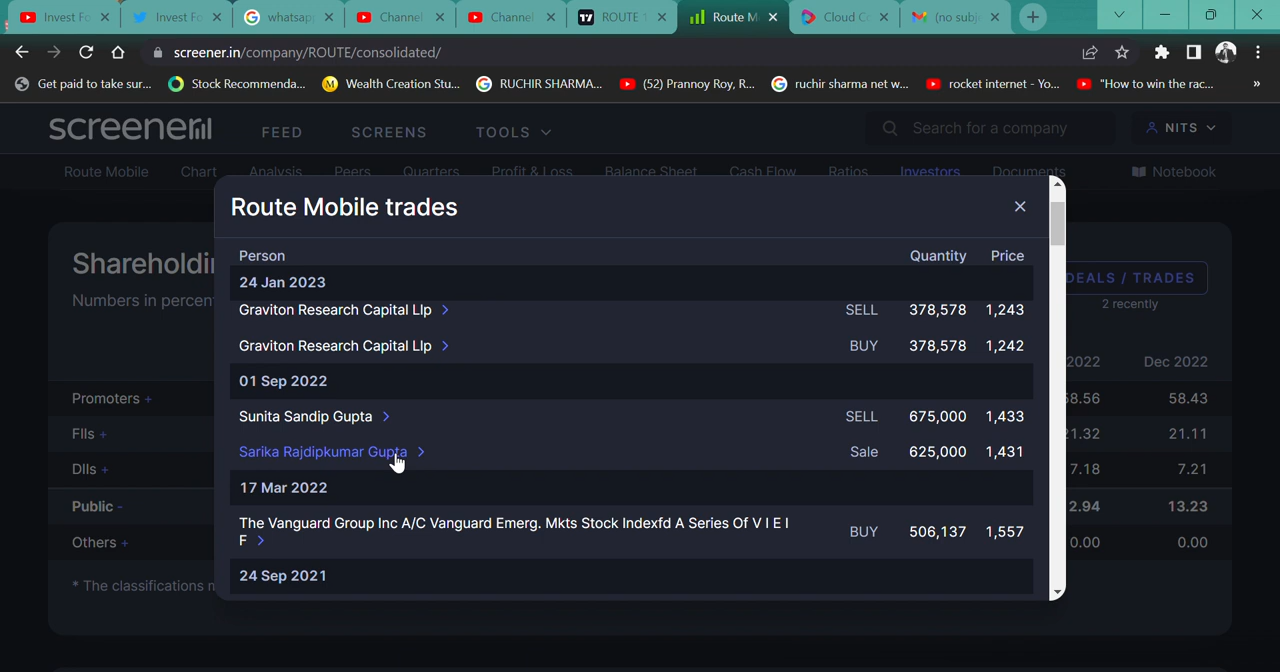 Invest Fo
Invest Fo
whatsap
Channel
Channel
ROUTE
Route M
Cloud C
(no subj
screener.in/company/ROUTE/consolidated/
Get paid to take sur...
Stock Recommenda...
Wealth Creation Stu...
RUCHIR SHARMA...
(52) Prannoy Roy, R...
ruchir sharma net w...
rocket internet - Yo...
"How to win the rac...
»
screener
FEED
SCREENS
TOOLS
Search for a company
NITS
Route Mobile
Chart
Analysis
Peers
Quarters
Profit & Loss
Balance Sheet
Cash Flow
Ratios
Investors
Documents
Notebook
Route Mobile trades
Person Quantity Price
24 Jan 2023
Graviton Research Capital Llp SELL 378,578 1,243
Graviton Research Capital Llp BUY 378,578 1,242
01 Sep 2022
Sunita Sandip Gupta SELL 675,000 1,433
Sarika Rajdipkumar Gupta Sale 625,000 1,431
17 Mar 2022
The Vanguard Group Inc A/C Vanguard Emerg. Mkts Stock Indexfd A Series Of V I E I
F BUY 506,137 1,557
24 Sep 2021
Shareholdi
Numbers in percen
DEALS / TRADES
2 recently
2022 Dec 2022
Promoters + 58.56 58.43
FIIs + 21.32 21.11
DIIs + 7.18 7.21
Public - 2.94 13.23
Others + 0.00 0.00
* The classifications